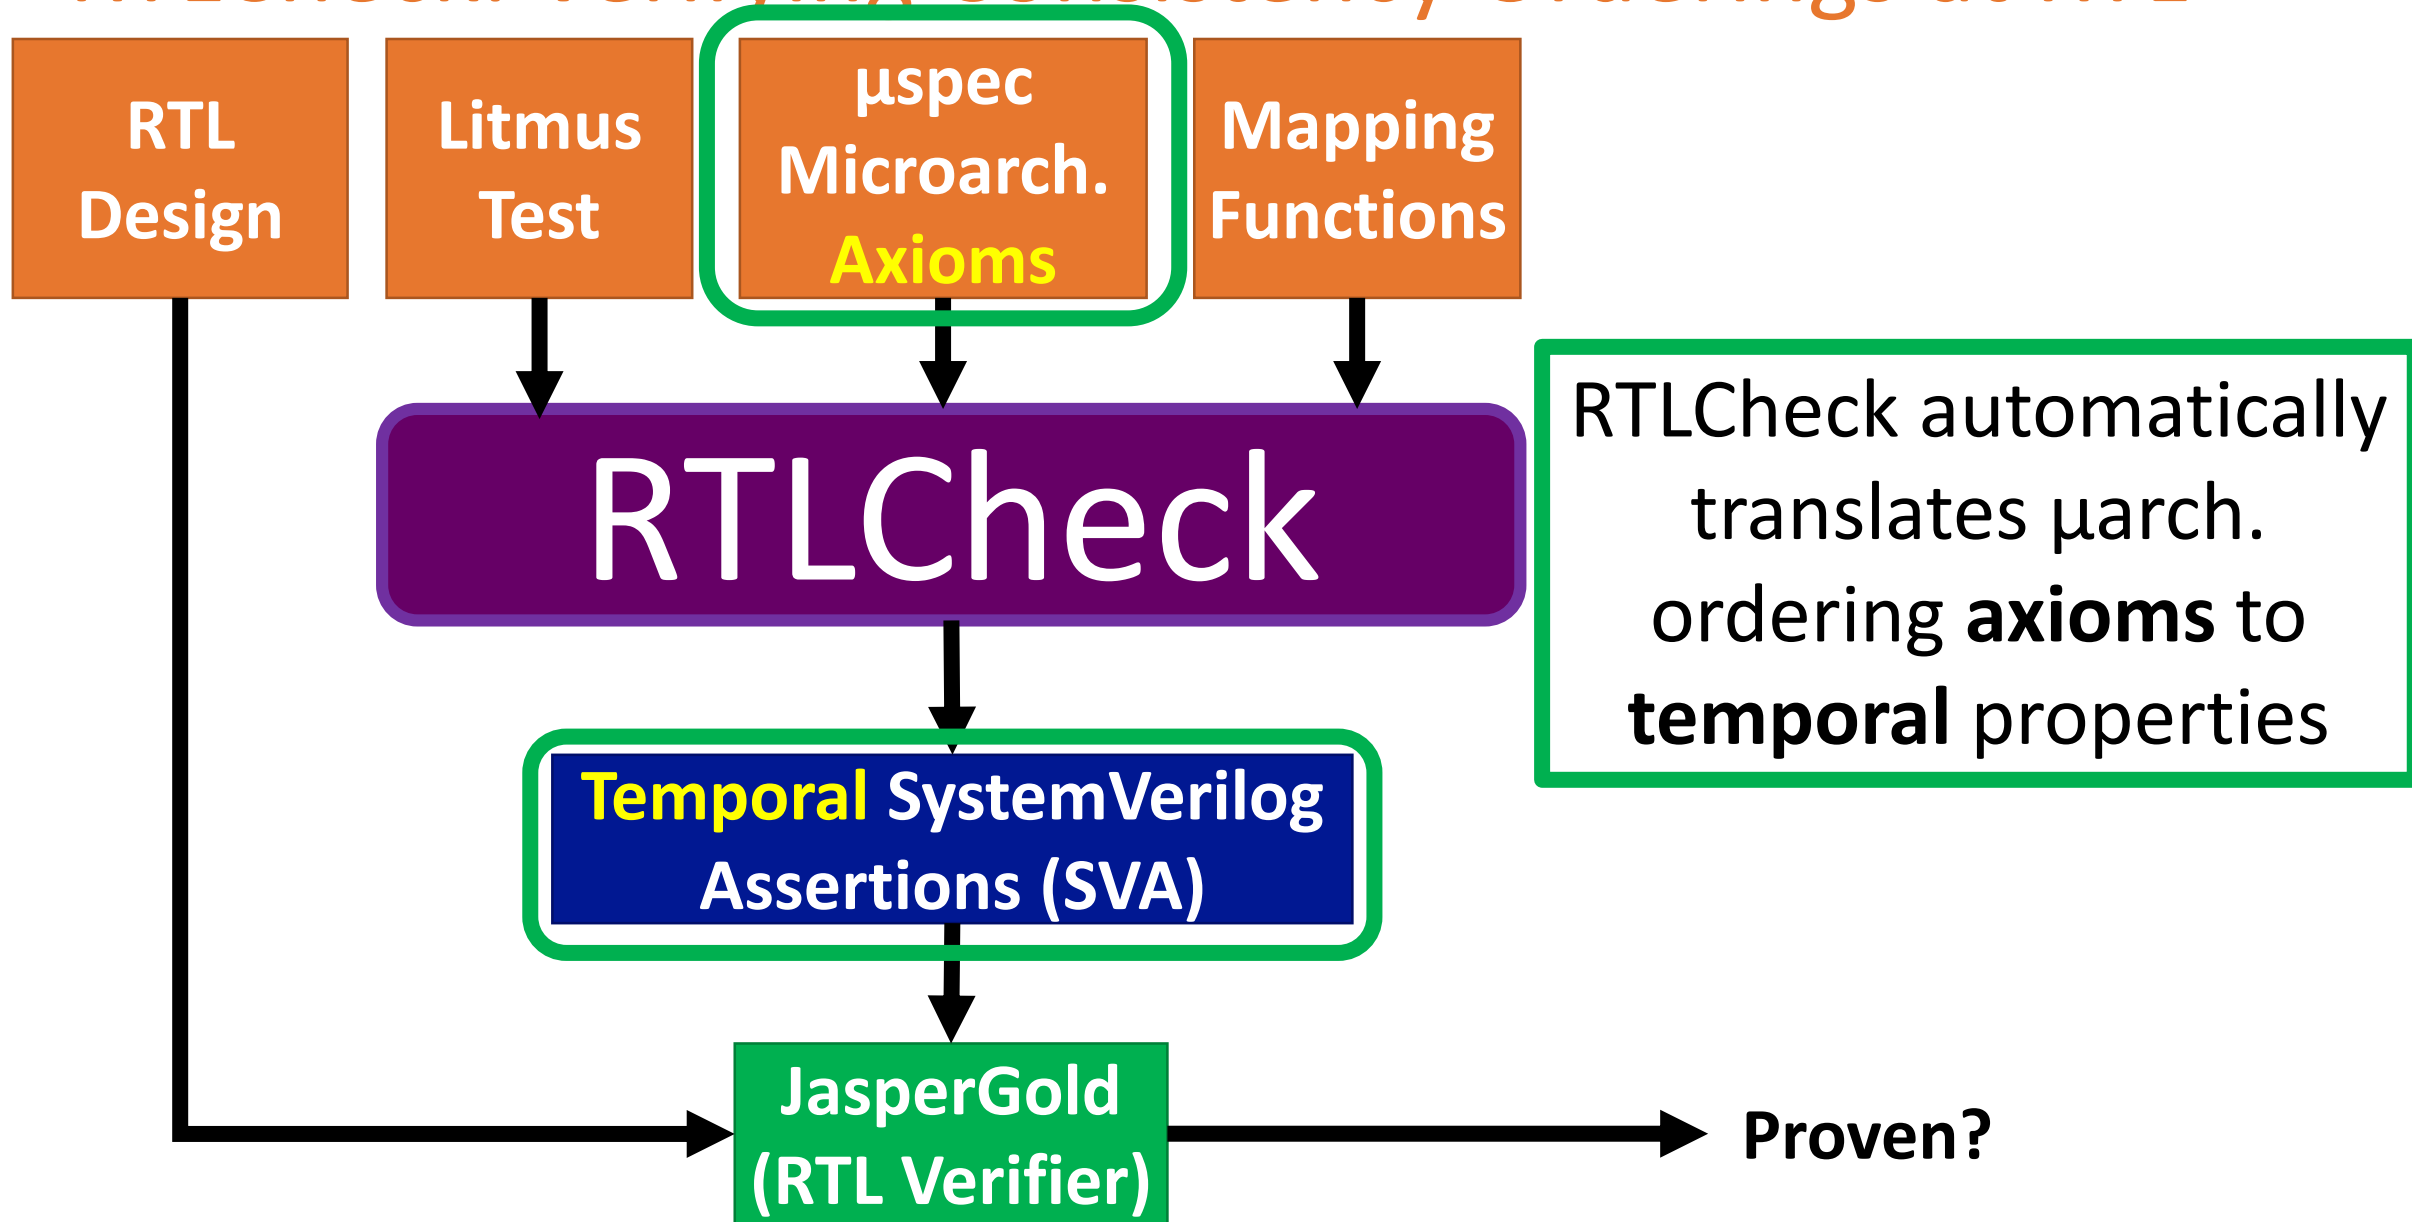 RTL
Design
Litmus
Test
µspec
Microarch.
Axioms
Mapping
Functions
RTLCheck
RTLCheck automatically
translates µarch.
ordering axioms to
temporal properties
Temporal SystemVerilog
Assertions (SVA)
JasperGold
(RTL Verifier)
Proven?